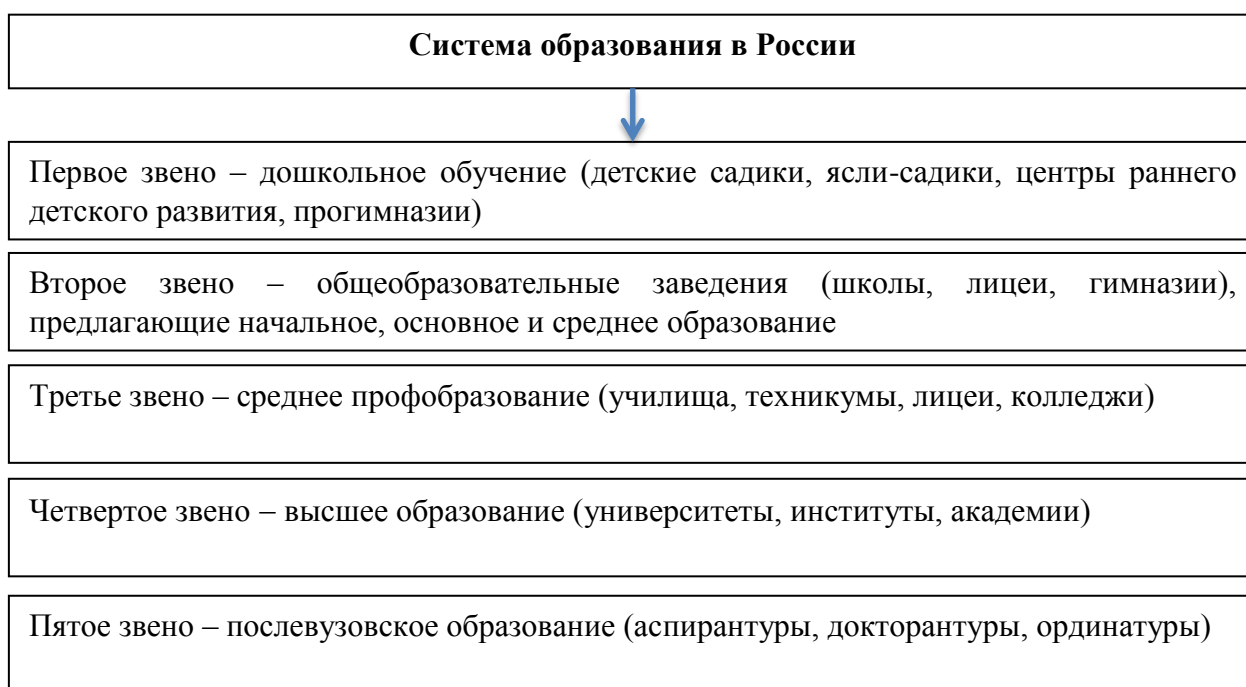 Система образования в России
Первое звено – дошкольное обучение (детские садики, ясли-садики, центры раннего
детского развития, прогимназии)
Второе звено – общеобразовательные заведения (школы, лицеи, гимназии),
предлагающие начальное, основное и среднее образование
Третье звено – среднее профобразование (училища, техникумы, лицеи, колледжи)
Четвертое звено – высшее образование (университеты, институты, академии)
Пятое звено – послевузовское образование (аспирантуры, докторантуры, ординатуры)